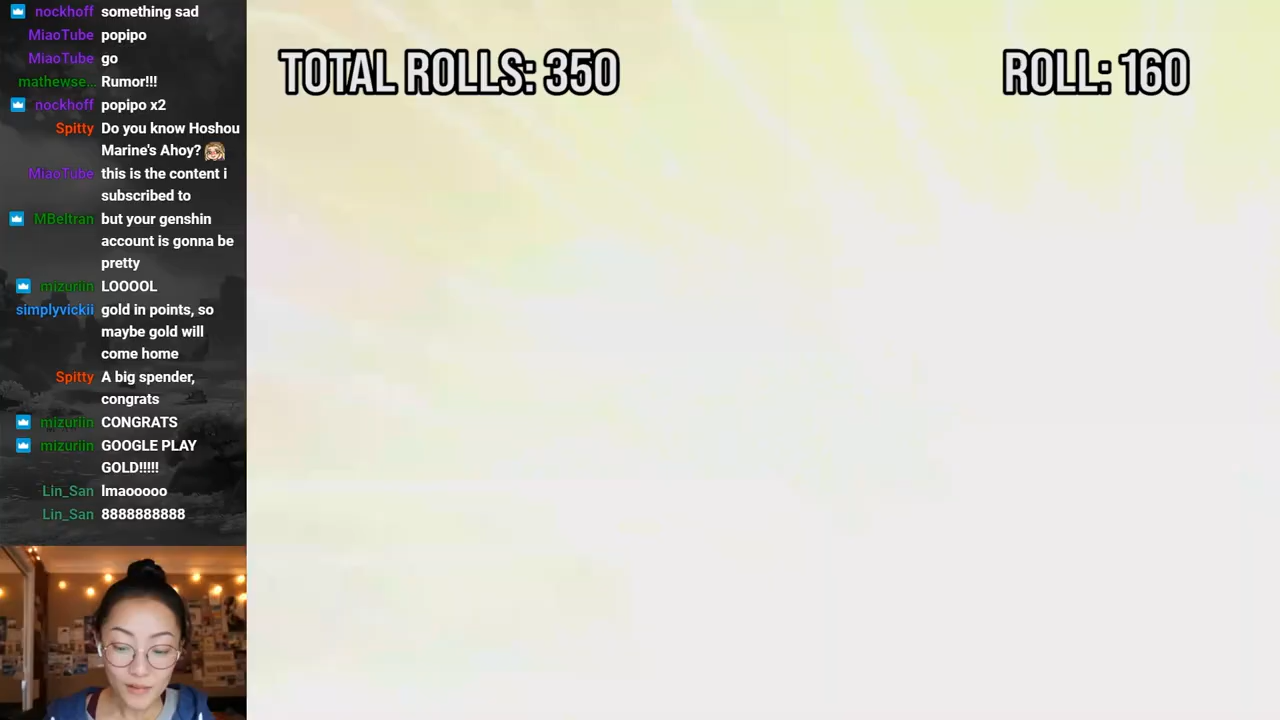 nockhoff something sad
MiaoTube popipo
MiaoTube go
mathewse... Rumor!!!
nockhoff popipo x2
Spitty Do you know Hoshou
Marine's Ahoy?
MiaoTube this is the content i
subscribed to
MBeltran but your genshin
account is gonna be
pretty
mizuriin LOOOOL
simplyvickii gold in points, so
maybe gold will
come home
Spitty A big spender,
congrats
mizuriin CONGRATS
mizuriin GOOGLE PLAY
GOLD!!!!!
Lin_San lmaooooo
Lin_San 8888888888
TOTAL ROLLS: 350
ROLL: 160